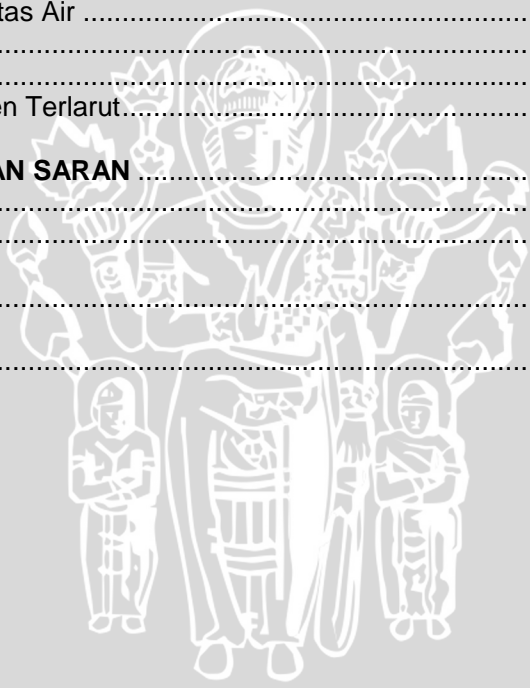 tas Air ................................................................
................................................................
................................................................
en Terlarut................................................................
AN SARAN ................................................................
................................................................
................................................................
................................................................
................................................................